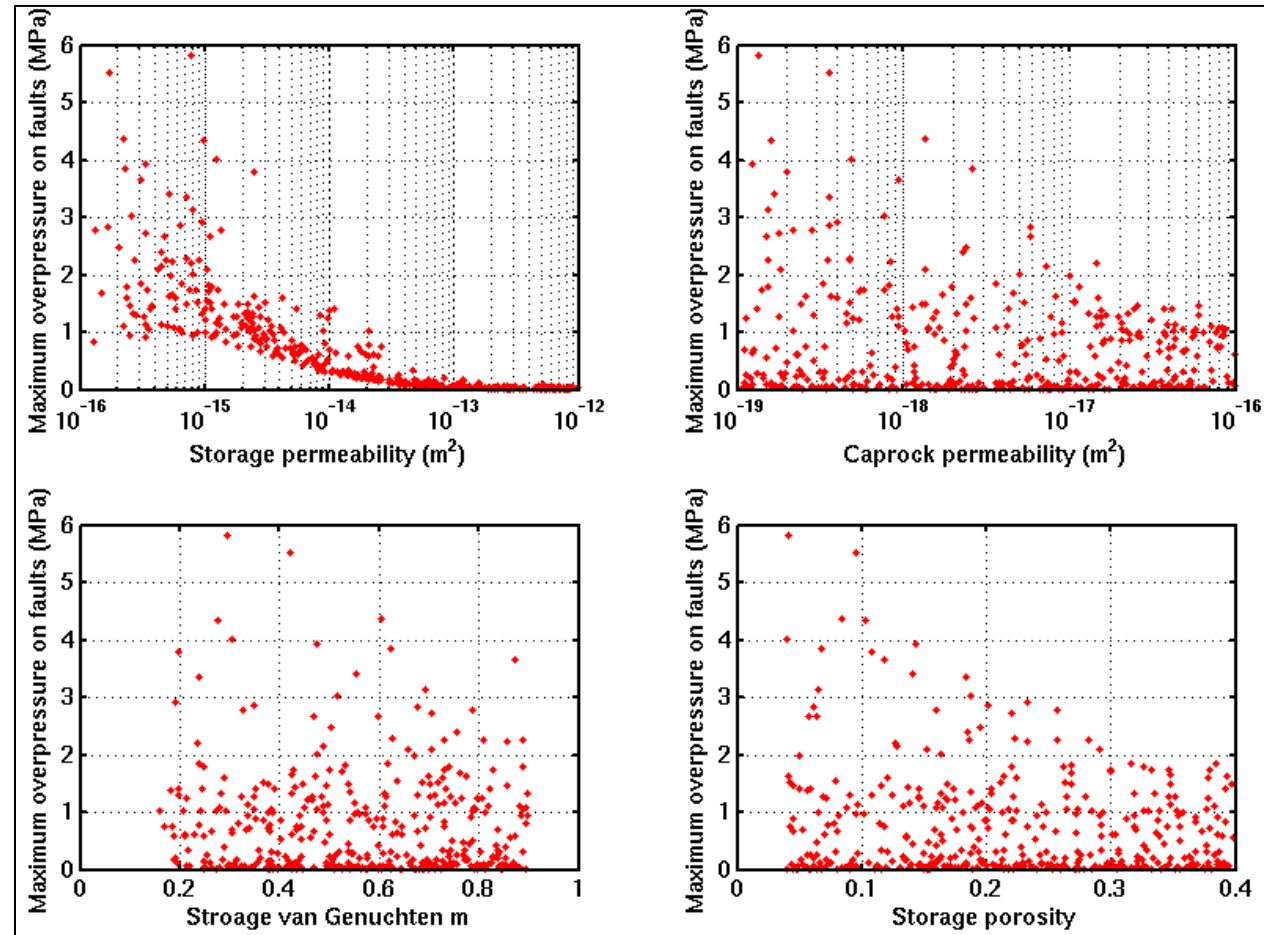 Maximum overpressure on faults (MPa)
6
5
4
3
2
1
0
10^-16 10^-15 10^-14 10^-13 10^-12
Storage permeability (m^2)
Maximum overpressure on faults (MPa)
6
5
4
3
2
1
0
10^-19 10^-18 10^-17 10^-16
Caprock permeability (m^2)
Maximum overpressure on faults (MPa)
6
5
4
3
2
1
0
0 0.2 0.4 0.6 0.8 1
Stroage van Genuchten m
Maximum overpressure on faults (MPa)
6
5
4
3
2
1
0
0 0.1 0.2 0.3 0.4
Storage porosity